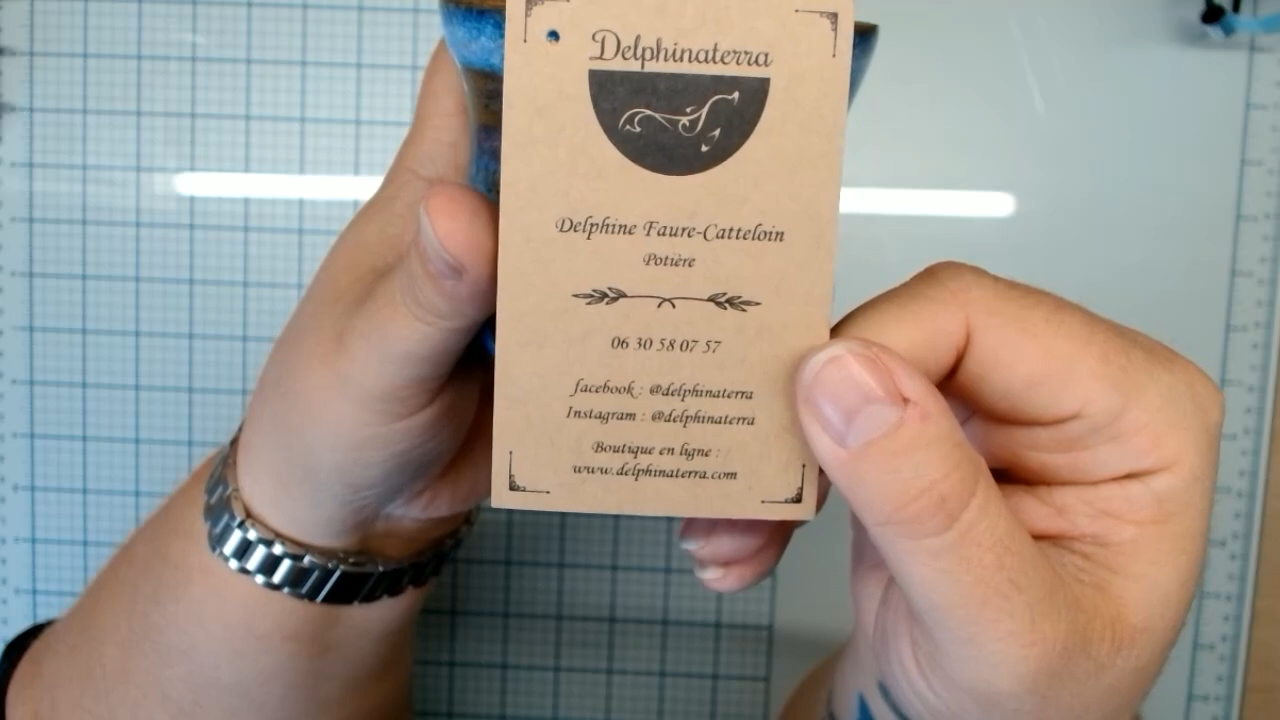 Delphinaterra
Delphine Faure-Catteloin
Potière
06 30 58 07 57
facebook : @delphinaterra
Instagram : @delphinaterra
Boutique en ligne :
www.delphinaterra.com